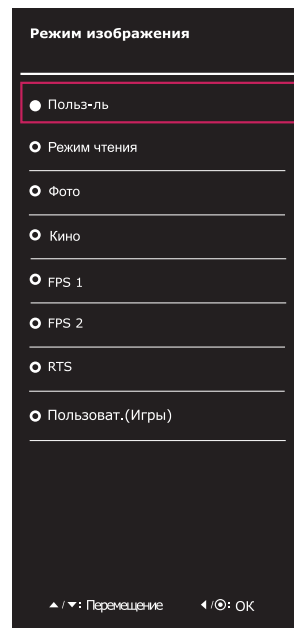 Режим изображения
Польз-ль
Режим чтения
Фото
Кино
FPS 1
FPS 2
RTS
Пользоват.(Игры)
▲/▼: Перемещение ◀/◉: OK